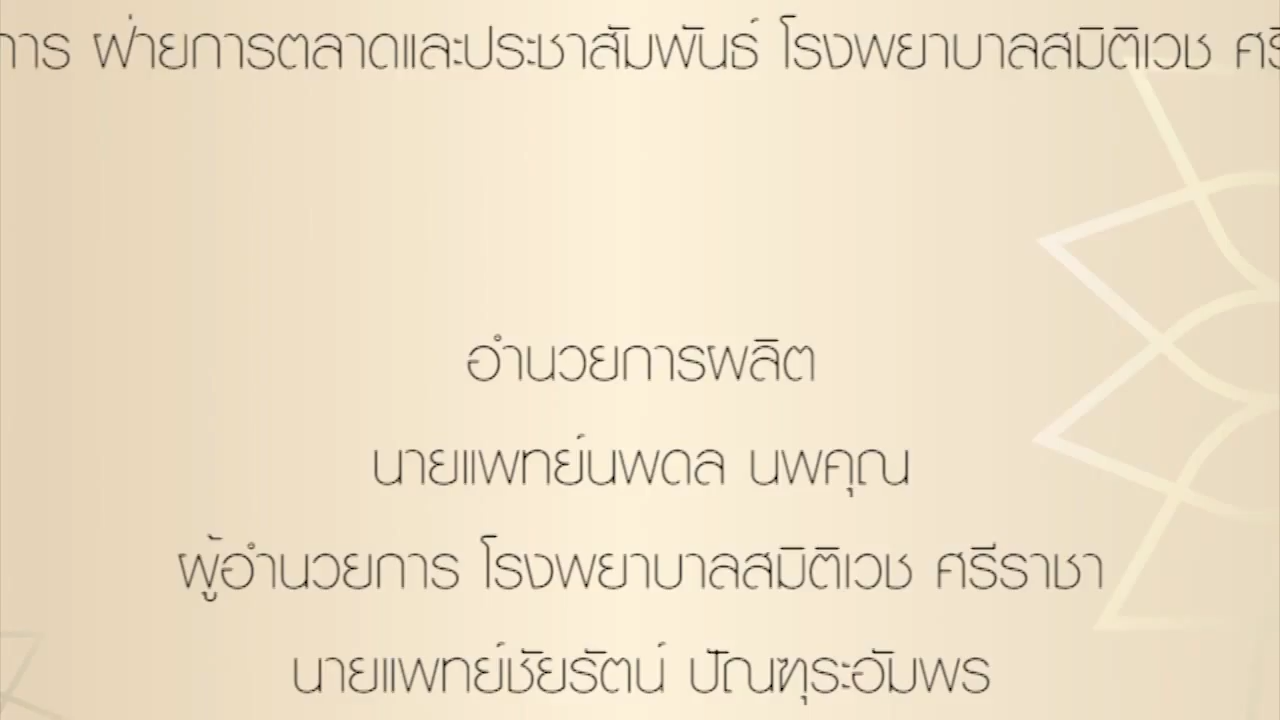 การ ฝ่ายการตลาดและประชาสัมพันธ์ โรงพยาบาลสมิติเวช ศรี
อำนวยการผลิต
นายแพทย์นพดล นพคุณ
ผู้อำนวยการ โรงพยาบาลสมิติเวช ศรีราชา
นายแพทย์ชัยรัตน์ ปัณฑุระอัมพร